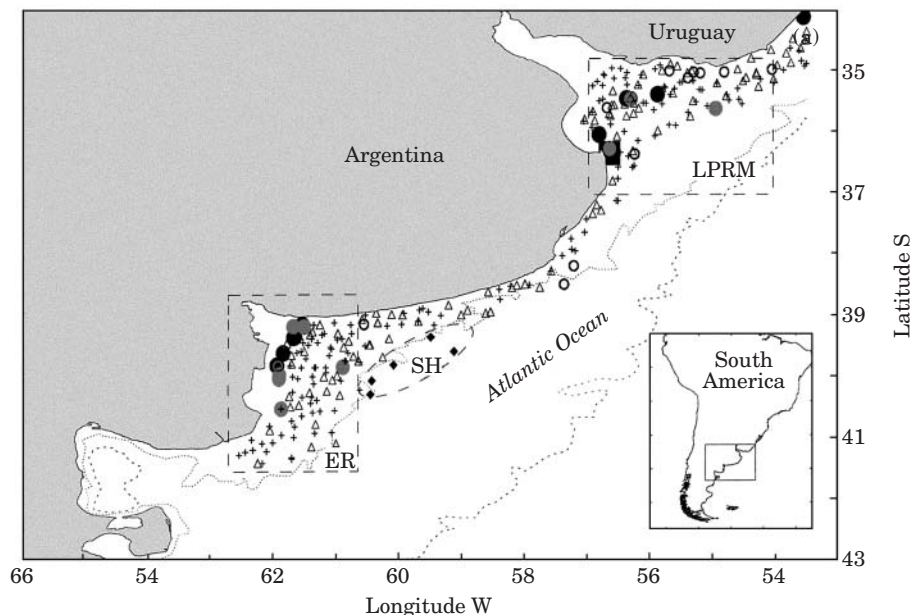 Uruguay
(a)
35
Argentina
LPRM
37
Latitude S
39
SH
Atlantic Ocean
South
America
ER
41
43
66
64
62
60
58
56
54
Longitude W